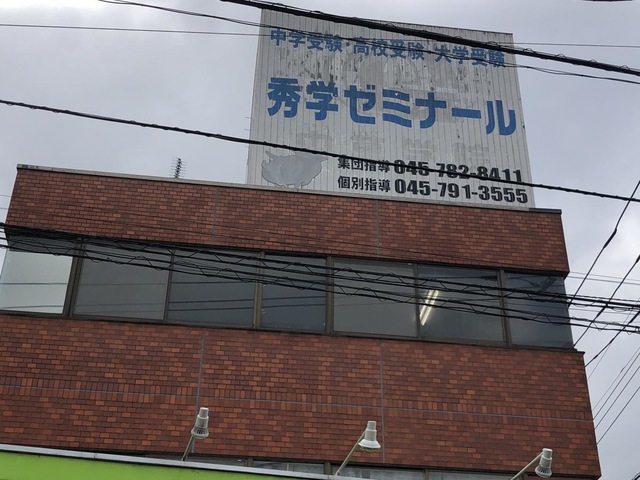 中学受験・高校受験・大学受験
秀学ゼミナール
集団指導 045-782-8411
個別指導 045-791-3555